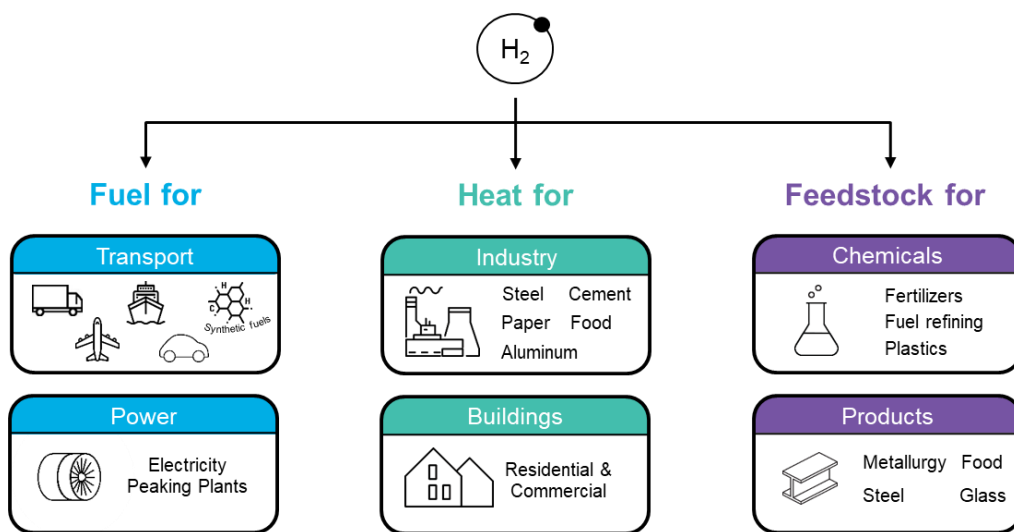 H₂
Fuel for
Heat for
Feedstock for
Transport
C
H
H
Synthetic fuels
Industry
Steel Cement
Paper Food
Aluminum
Chemicals
Fertilizers
Fuel refining
Plastics
Power
Electricity
Peaking Plants
Buildings
Residential &
Commercial
Products
Metallurgy Food
Steel Glass